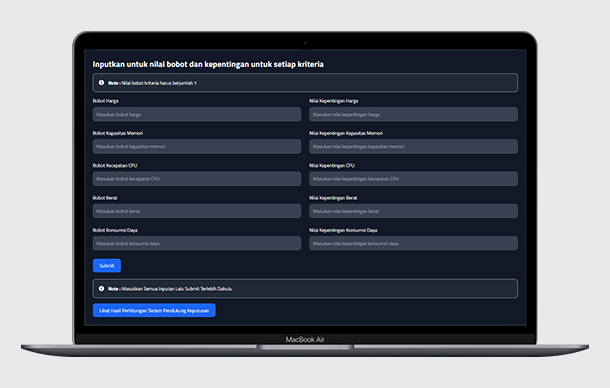 Inputkan untuk nilai bobot dan kepentingan untuk setiap kriteria
Note : Nilai bobot kriteria harus berjumlah 1
Bobot Harga
Nilai Kepentingan Harga
Masukan bobot harga
Masukan nilai kepentingan harga
Bobot Kapasitas Memori
Nilai Kepentingan Kapasitas Memori
Masukan bobot kapasitas memori
Masukan nilai kepentingan kapasitas memori
Bobot Kecepatan CPU
Nilai Kepentingan CPU
Masukan Bobot kecepatan CPU
Masukan nilai kepentingan kecepatan CPU
Bobot Berat
Nilai Kepentingan Berat
Masukan Bobot berat
Masukan nilai kepentingan berat
Bobot Konsumsi Daya
Nilai Kepentingan Konsumsi Daya
Masukan Bobot konsumsi daya
Masukan nilai kepentingan konsumsi daya
Submit
Note : Masukkan Semua Inputan Lalu Submit Terlebih Dahulu
Lihat Hasil Perhitungan Sistem Pendukung Keputusan
MacBook Air